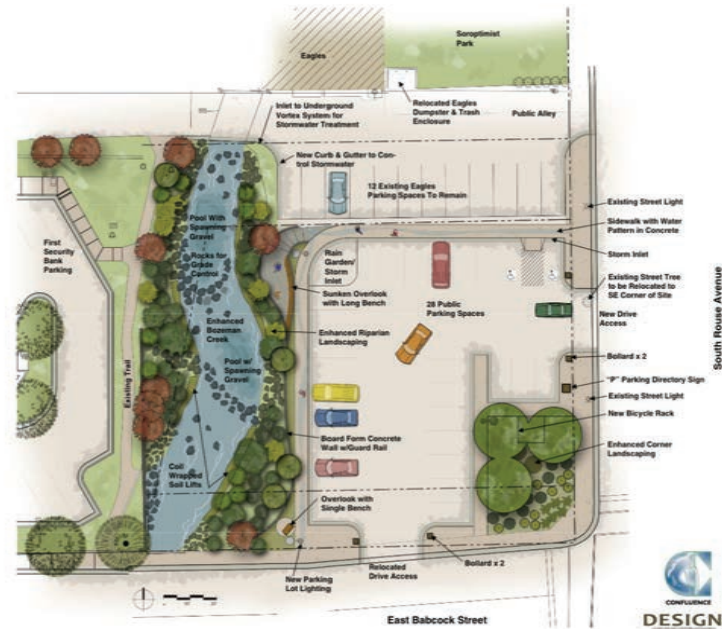 Soroptimist
Park
Eagles
Inlet to Underground
Vortex System for
Stormwater Treatment
Relocated Eagles
Dumpster & Trash
Enclosure
Public Alley
New Curb & Gutter to Con-
trol Stormwater
12 Existing Eagles
Parking Spaces To Remain
Existing Street Light
Sidewalk with Water
Pattern in Concrete
Storm Inlet
Existing Street Tree
to be Relocated to
SE Corner of Site
New Drive
Access
South Rouse Avenue
Bollard x 2
"P" Parking Directory Sign
Existing Street Light
New Bicycle Rack
Enhanced Corner
Landscaping
First
Security
Bank
Parking
Existing Trail
Pool With
Spawning
Gravel
Rocks for
Grade
Control
Rain
Garden/
Storm
Inlet
Sunken Overlook
with Long Bench
28 Public
Parking Spaces
Enhanced
Bozeman
Creek
Enhanced Riparian
Landscaping
Pool w/
Spawning
Gravel
Board Form Concrete
Wall w/Guard Rail
Coil
Wrapped
Soil Lifts
Overlook with
Single Bench
New Parking
Lot Lighting
Relocated
Drive Access
Bollard x 2
East Babcock Street
CONFLUENCE
DESIGN